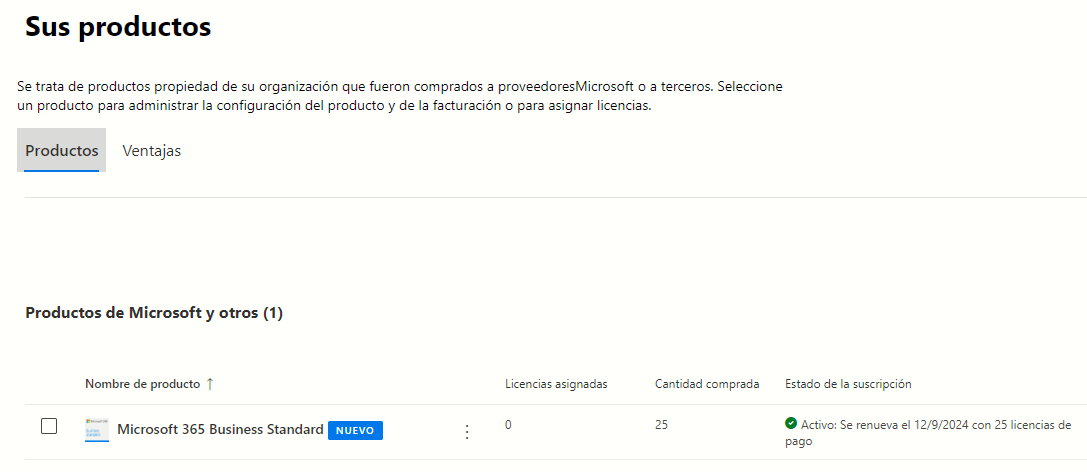 Sus productos
Se trata de productos propiedad de su organización que fueron comprados a proveedoresMicrosoft o a terceros. Seleccione
un producto para administrar la configuración del producto y de la facturación o para asignar licencias.
Productos Ventajas
Productos de Microsoft y otros (1)
Nombre de producto ↑ Licencias asignadas Cantidad comprada Estado de la suscripción
Microsoft 365 Business Standard NUEVO 0 25 Activo: Se renueva el 12/9/2024 con 25 licencias de
pago